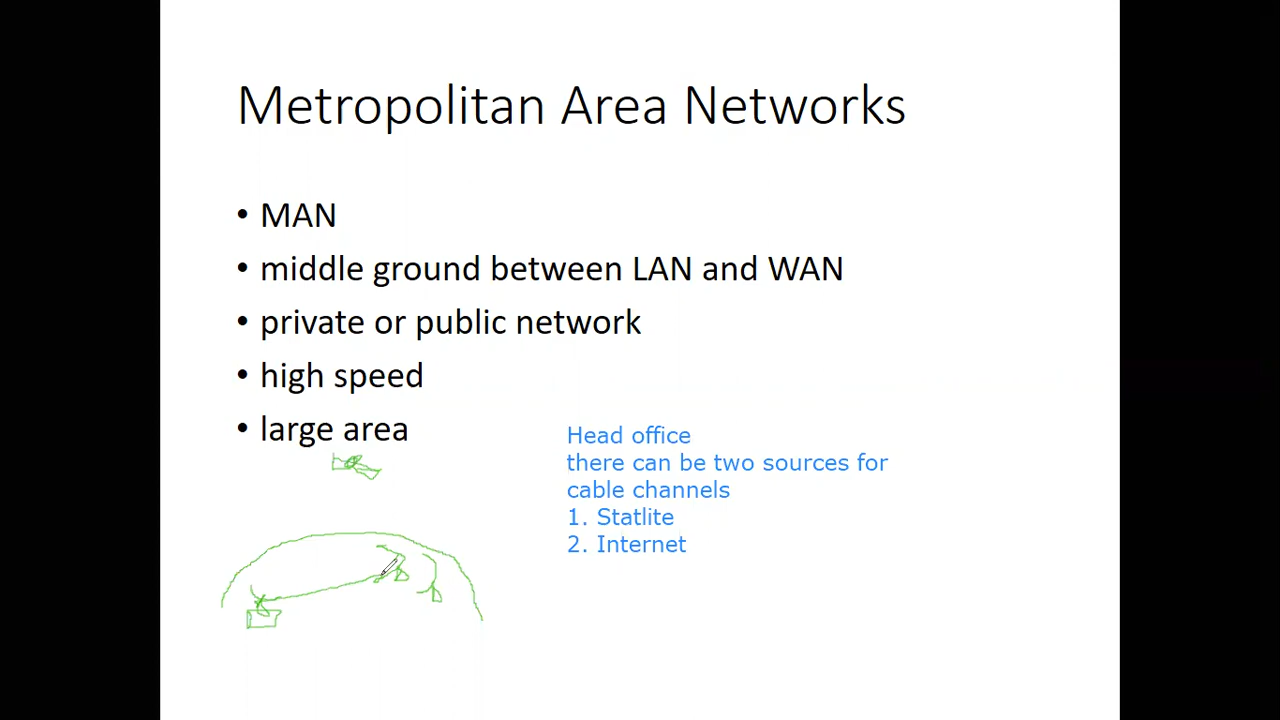 Metropolitan Area Networks
• MAN
• middle ground between LAN and WAN
• private or public network
• high speed
• large area
Head office
there can be two sources for
cable channels
1. Statlite
2. Internet